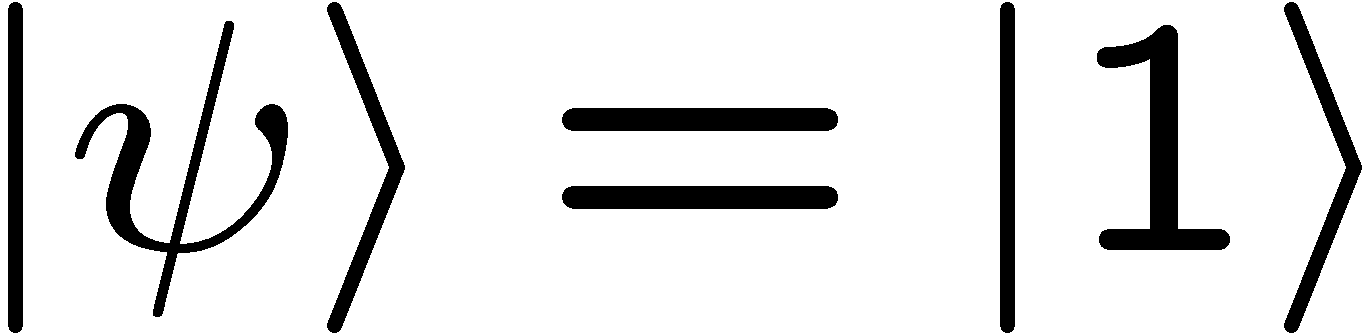 |ψ⟩ = |1⟩